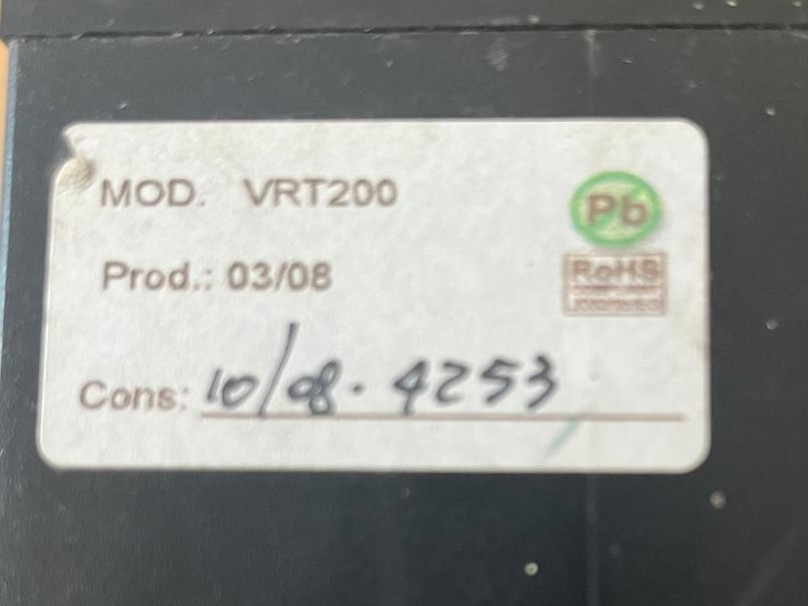 MOD. VRT200
Pb
Prod.: 03/08
RoHS
Cons: 10/08. 4253